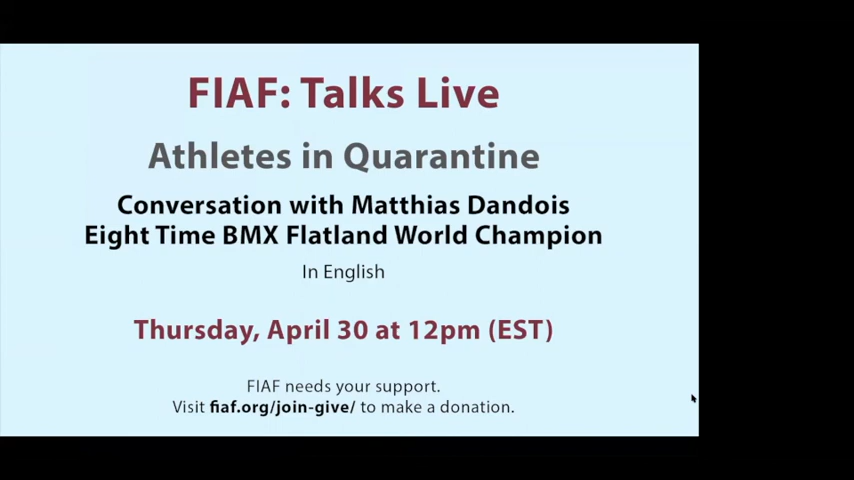 FIAF: Talks Live
Athletes in Quarantine
Conversation with Matthias Dandois
Eight Time BMX Flatland World Champion
In English
Thursday, April 30 at 12pm (EST)
FIAF needs your support.
Visit fiaf.org/join-give/ to make a donation.